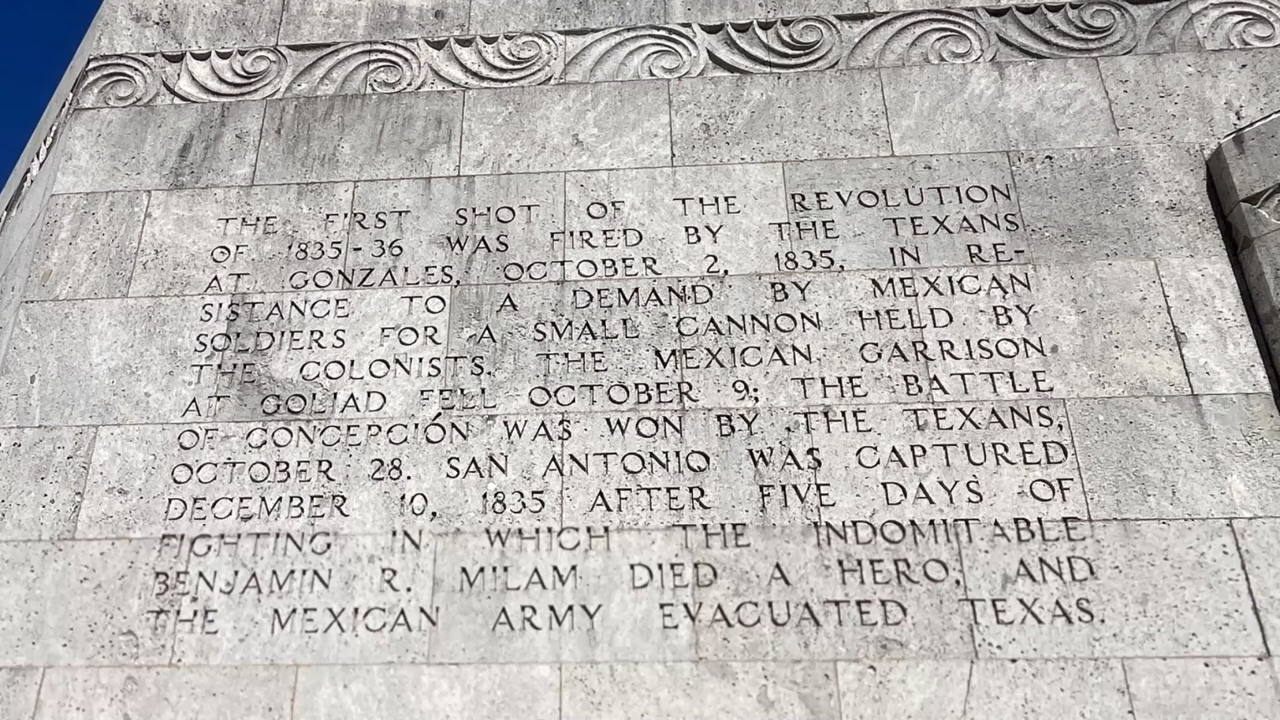 THE FIRST SHOT OF THE REVOLUTION
OF 1835-36 WAS FIRED BY THE TEXANS
AT GONZALES, OCTOBER 2, 1835, IN RE-
SISTANCE TO A DEMAND BY MEXICAN
SOLDIERS FOR A SMALL CANNON HELD BY
THE COLONISTS. THE MEXICAN GARRISON
AT GOLIAD FELL OCTOBER 9; THE BATTLE
OF CONCEPCIÓN WAS WON BY THE TEXANS,
OCTOBER 28. SAN ANTONIO WAS CAPTURED
DECEMBER 10, 1835 AFTER FIVE DAYS OF
FIGHTING IN WHICH THE INDOMITABLE
BENJAMIN R. MILAM DIED A HERO, AND
THE MEXICAN ARMY EVACUATED TEXAS.